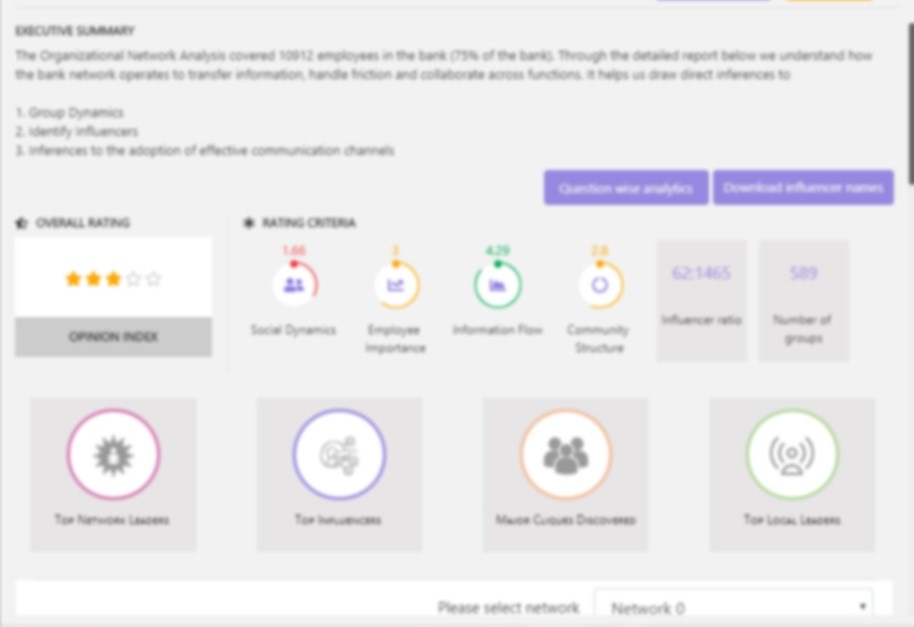 EXECUTIVE SUMMARY
The Organizational Network Analysis covered 10912 employees in the bank (75% of the bank). Through the detailed report below we understand how
the bank network operates to transfer information, handle friction and collaborate across functions. It helps us draw direct inferences to
1. Group Dynamics
2. Identify Influencers
3. Inferences to the adoption of effective communication channels
Question wise analytics
Download influencer names
OVERALL RATING
RATING CRITERIA
1.66
3
4.29
2.8
62:1465
589
Social Dynamics
Employee
Importance
Information Flow
Community
Structure
Influencer ratio
Number of
groups
OPINION INDEX
Top Network Leaders
Top Influencers
Major Cliques Discovered
Top Local Leaders
Please select network
Network 0